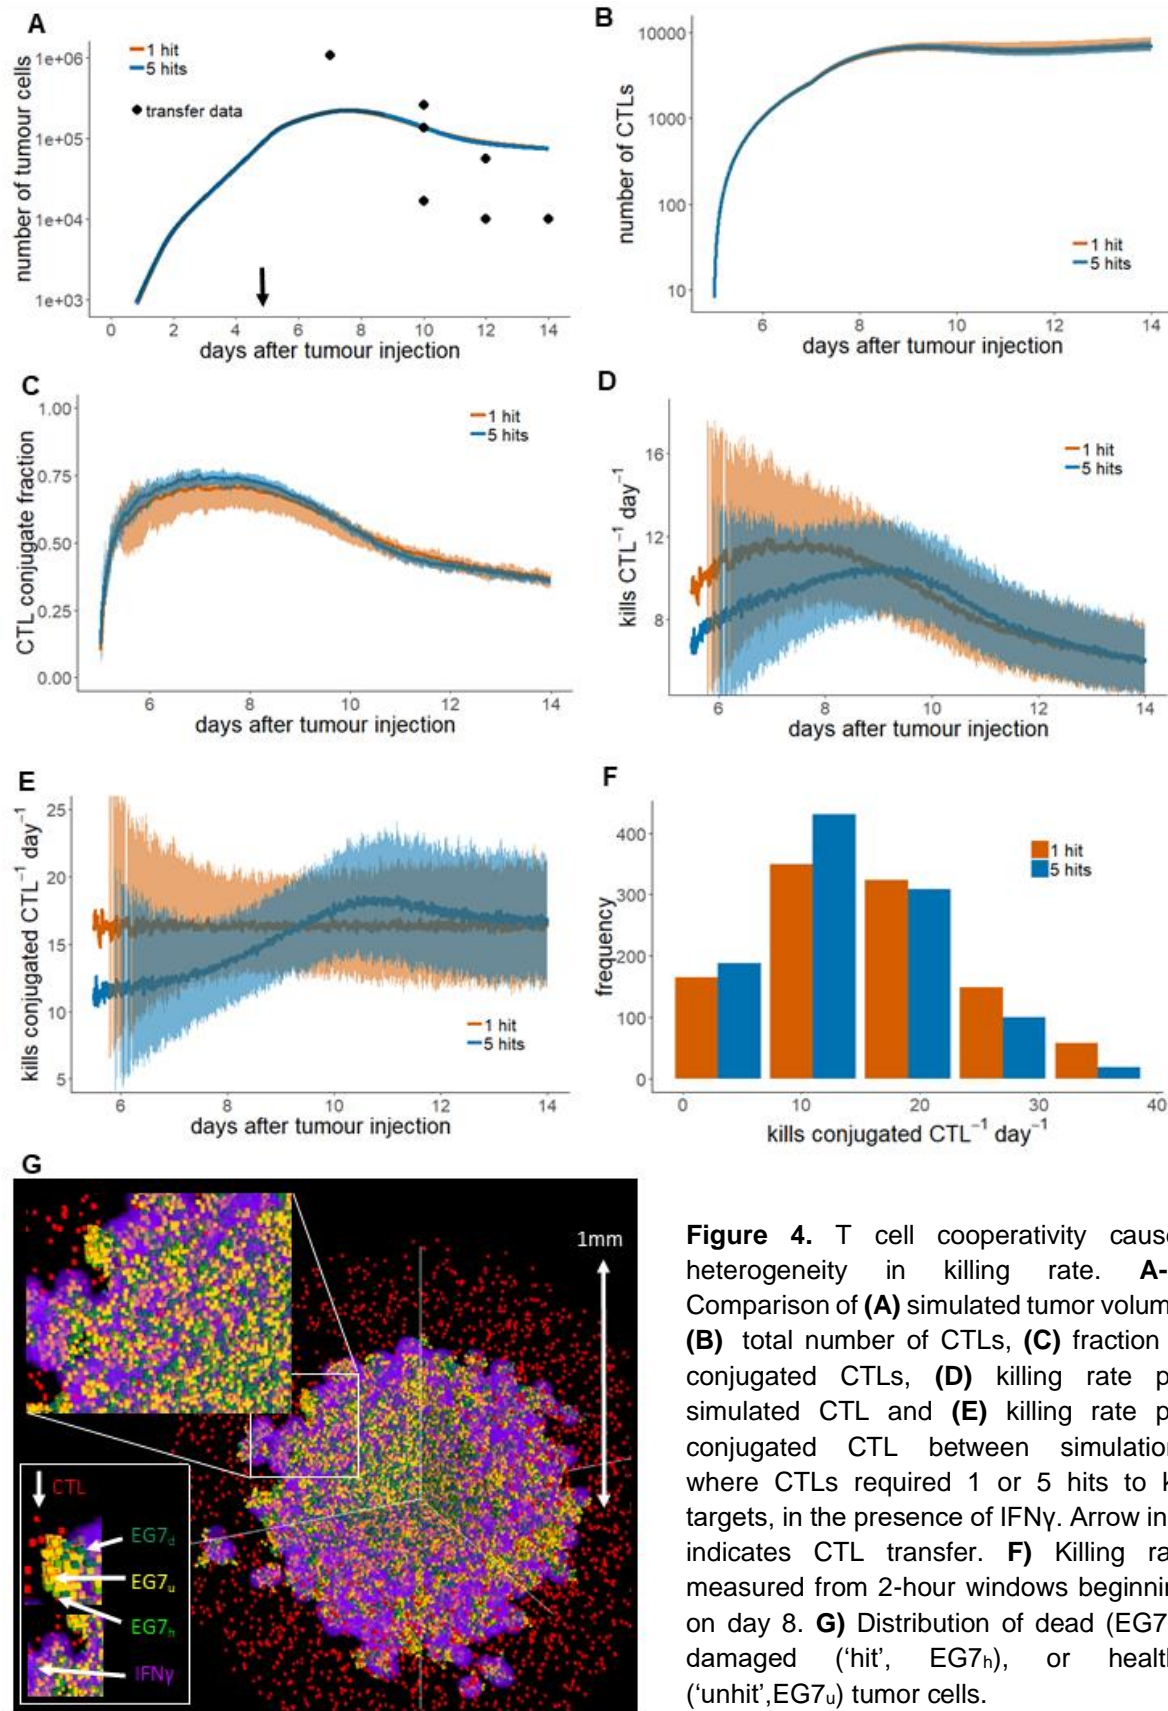 A
1 hit
5 hits
transfer data
1e+06
1e+05
1e+04
1e+03
number of tumour cells
0 2 4 6 8 10 12 14
days after tumour injection
B
10000
1000
100
10
number of CTLs
1 hit
5 hits
6 8 10 12 14
days after tumour injection
C
1.00
0.75
0.50
0.25
0.00
CTL conjugate fraction
1 hit
5 hits
6 8 10 12 14
days after tumour injection
D
16
12
8
kills CTL⁻¹ day⁻¹
1 hit
5 hits
6 8 10 12 14
days after tumour injection
E
25
20
15
10
5
kills conjugated CTL⁻¹ day⁻¹
1 hit
5 hits
6 8 10 12 14
days after tumour injection
F
400
300
200
100
0
frequency
1 hit
5 hits
0 10 20 30 40
kills conjugated CTL⁻¹ day⁻¹
G
1mm
CTL
EG7d
EG7u
EG7h
IFNγ
Figure 4. T cell cooperativity cause
heterogeneity in killing rate. A-
Comparison of (A) simulated tumor volum
(B) total number of CTLs, (C) fraction
conjugated CTLs, (D) killing rate p
simulated CTL and (E) killing rate p
conjugated CTL between simulation
where CTLs required 1 or 5 hits to k
targets, in the presence of IFNγ. Arrow in
indicates CTL transfer. F) Killing ra
measured from 2-hour windows beginnin
on day 8. G) Distribution of dead (EG7
damaged (‘hit’, EG7h), or health
(‘unhit’,EG7u) tumor cells.